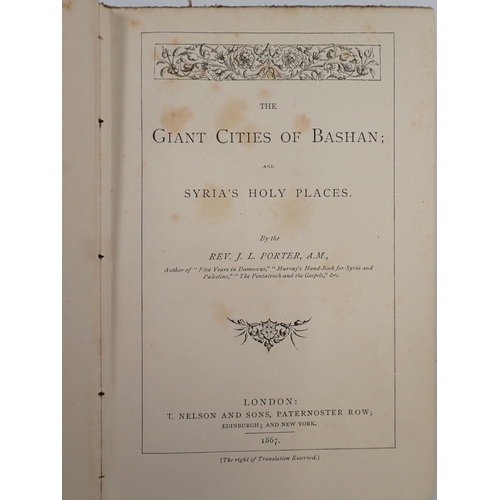 THE
GIANT CITIES OF BASHAN;
AND
SYRIA'S HOLY PLACES.
By the
REV. J. L. PORTER, A.M.,
Author of "Five Years in Damascus," "Murray's Hand-Book for Syria and
Palestine," "The Pentateuch and the Gospels," &c.
LONDON:
T. NELSON AND SONS, PATERNOSTER ROW;
EDINBURGH; AND NEW YORK.
1867.
[The right of Translation Reserved.]